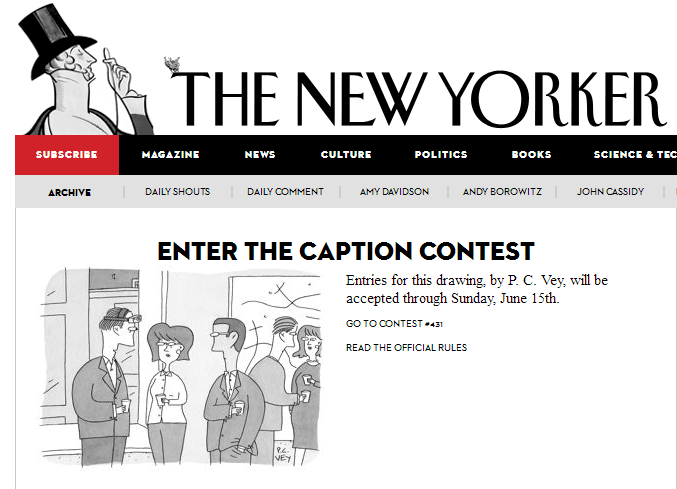 THE NEW YORKER
SUBSCRIBE MAGAZINE NEWS CULTURE POLITICS BOOKS SCIENCE & TEC
ARCHIVE | DAILY SHOUTS | DAILY COMMENT | AMY DAVIDSON | ANDY BOROWITZ | JOHN CASSIDY |
ENTER THE CAPTION CONTEST
Entries for this drawing, by P. C. Vey, will be
accepted through Sunday, June 15th.
GO TO CONTEST #431
READ THE OFFICIAL RULES
P.C.
VEY